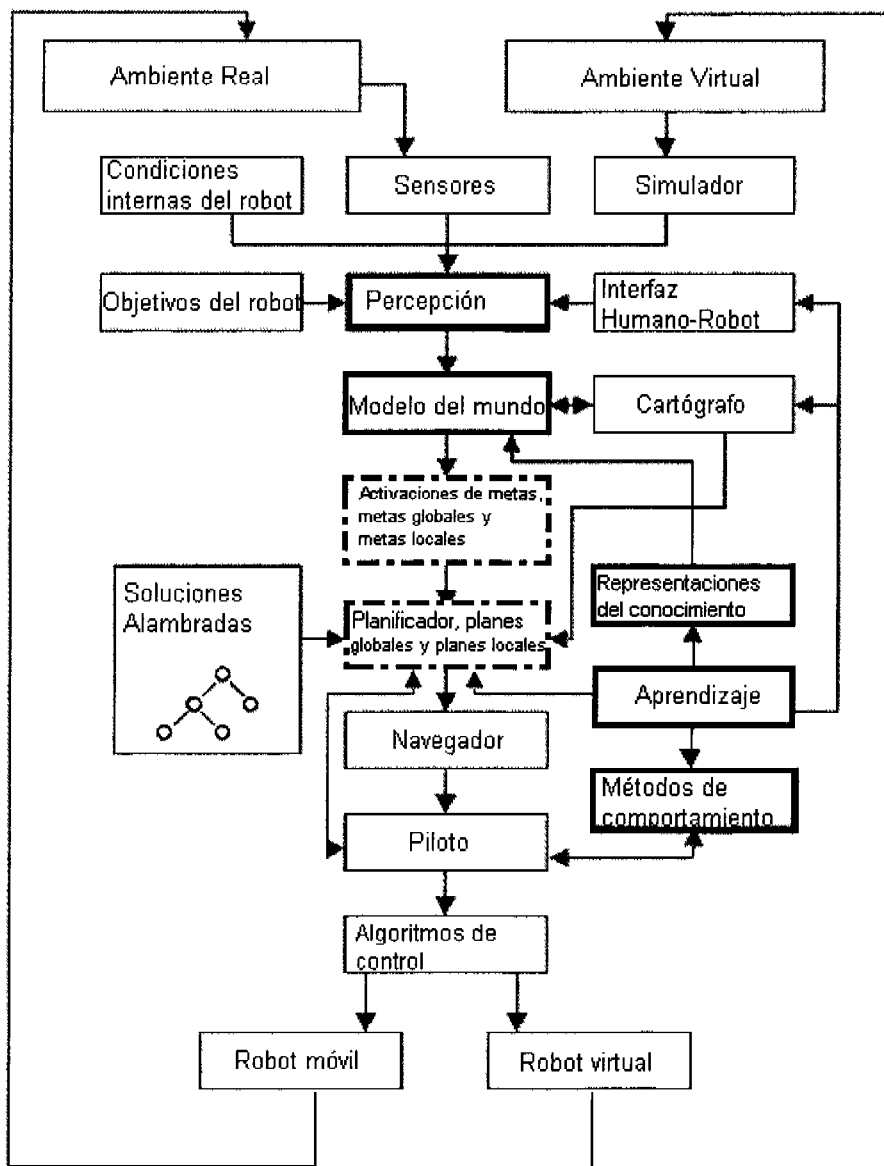 Ambiente Real
Ambiente Virtual
Condiciones
internas del robot
Sensores
Simulador
Objetivos del robot
Percepción
Interfaz
Humano-Robot
Modelo del mundo
Cartógrafo
Activaciones de metas,
metas globales y
metas locales
Soluciones
Alambradas
Planificador, planes
globales y planes locales
Representaciones
del conocimiento
Aprendizaje
Navegador
Métodos de
comportamiento
Piloto
Algoritmos de
control
Robot móvil
Robot virtual